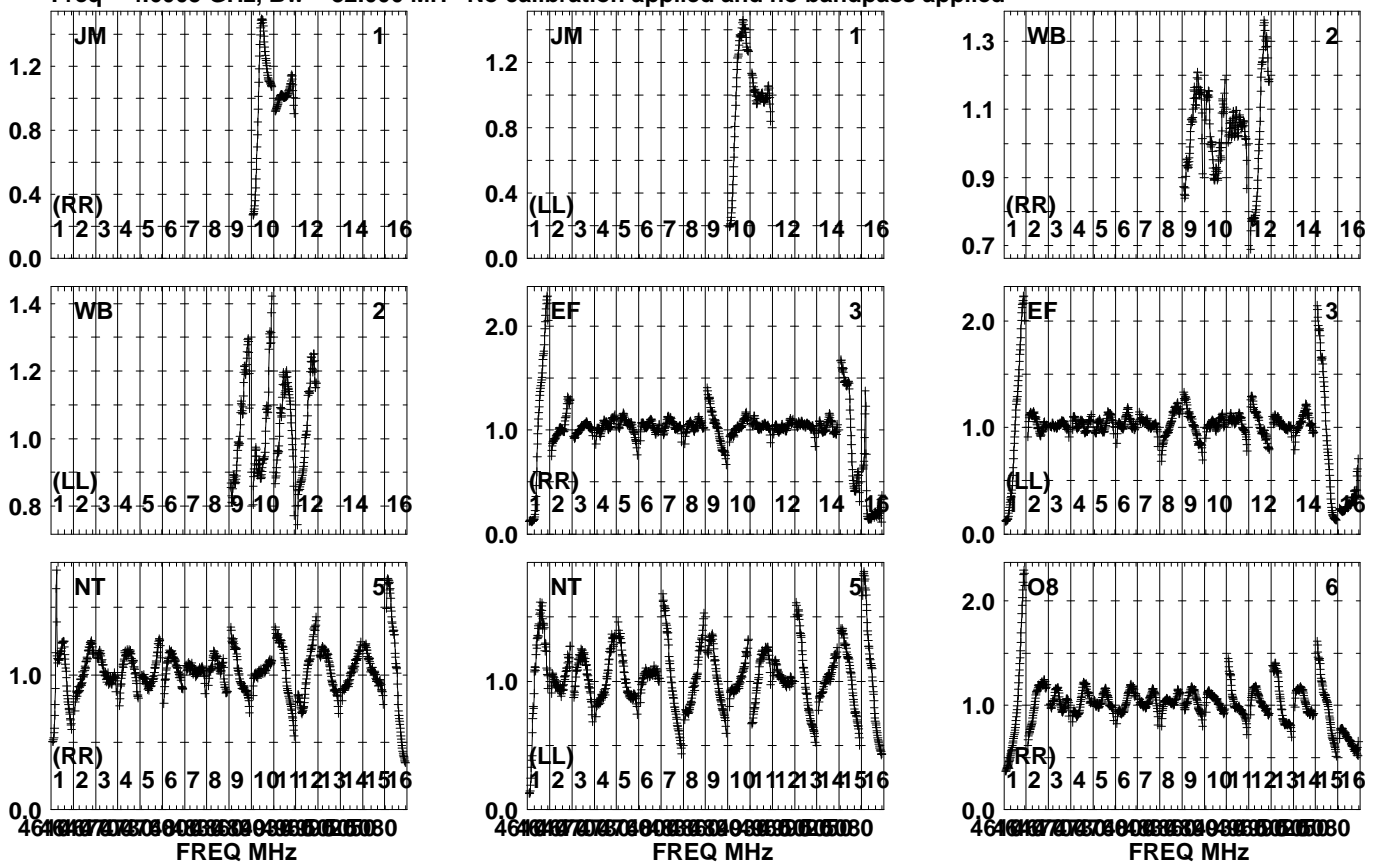 JM 1
1.2
0.8
0.4
0.0
(RR)
1 2 3 4 5 6 7 8 9 10 12 14 16
JM 1
1.2
0.8
0.4
0.0
(LL)
1 2 3 4 5 6 7 8 9 10 12 14 16
WB 2
1.3
1.1
0.9
0.7
(RR)
1 2 3 4 5 6 7 8 9 10 12 14 16
WB 2
1.4
1.2
1.0
0.8
(LL)
1 2 3 4 5 6 7 8 9 10 12 14 16
EF 3
2.0
1.0
0.0
(RR)
1 2 3 4 5 6 7 8 9 10 12 14 16
EF 3
2.0
1.0
0.0
(LL)
1 2 3 4 5 6 7 8 9 10 12 14 16
NT 5
1.0
0.0
(RR)
1 2 3 4 5 6 7 8 9 10 11 12 13 14 15 16
FREQ MHz
NT 5
1.0
0.0
(LL)
1 2 3 4 5 6 7 8 9 10 11 12 13 14 15 16
FREQ MHz
O8 6
2.0
1.0
0.0
(RR)
1 2 3 4 5 6 7 8 9 10 11 12 13 14 15 16
FREQ MHz